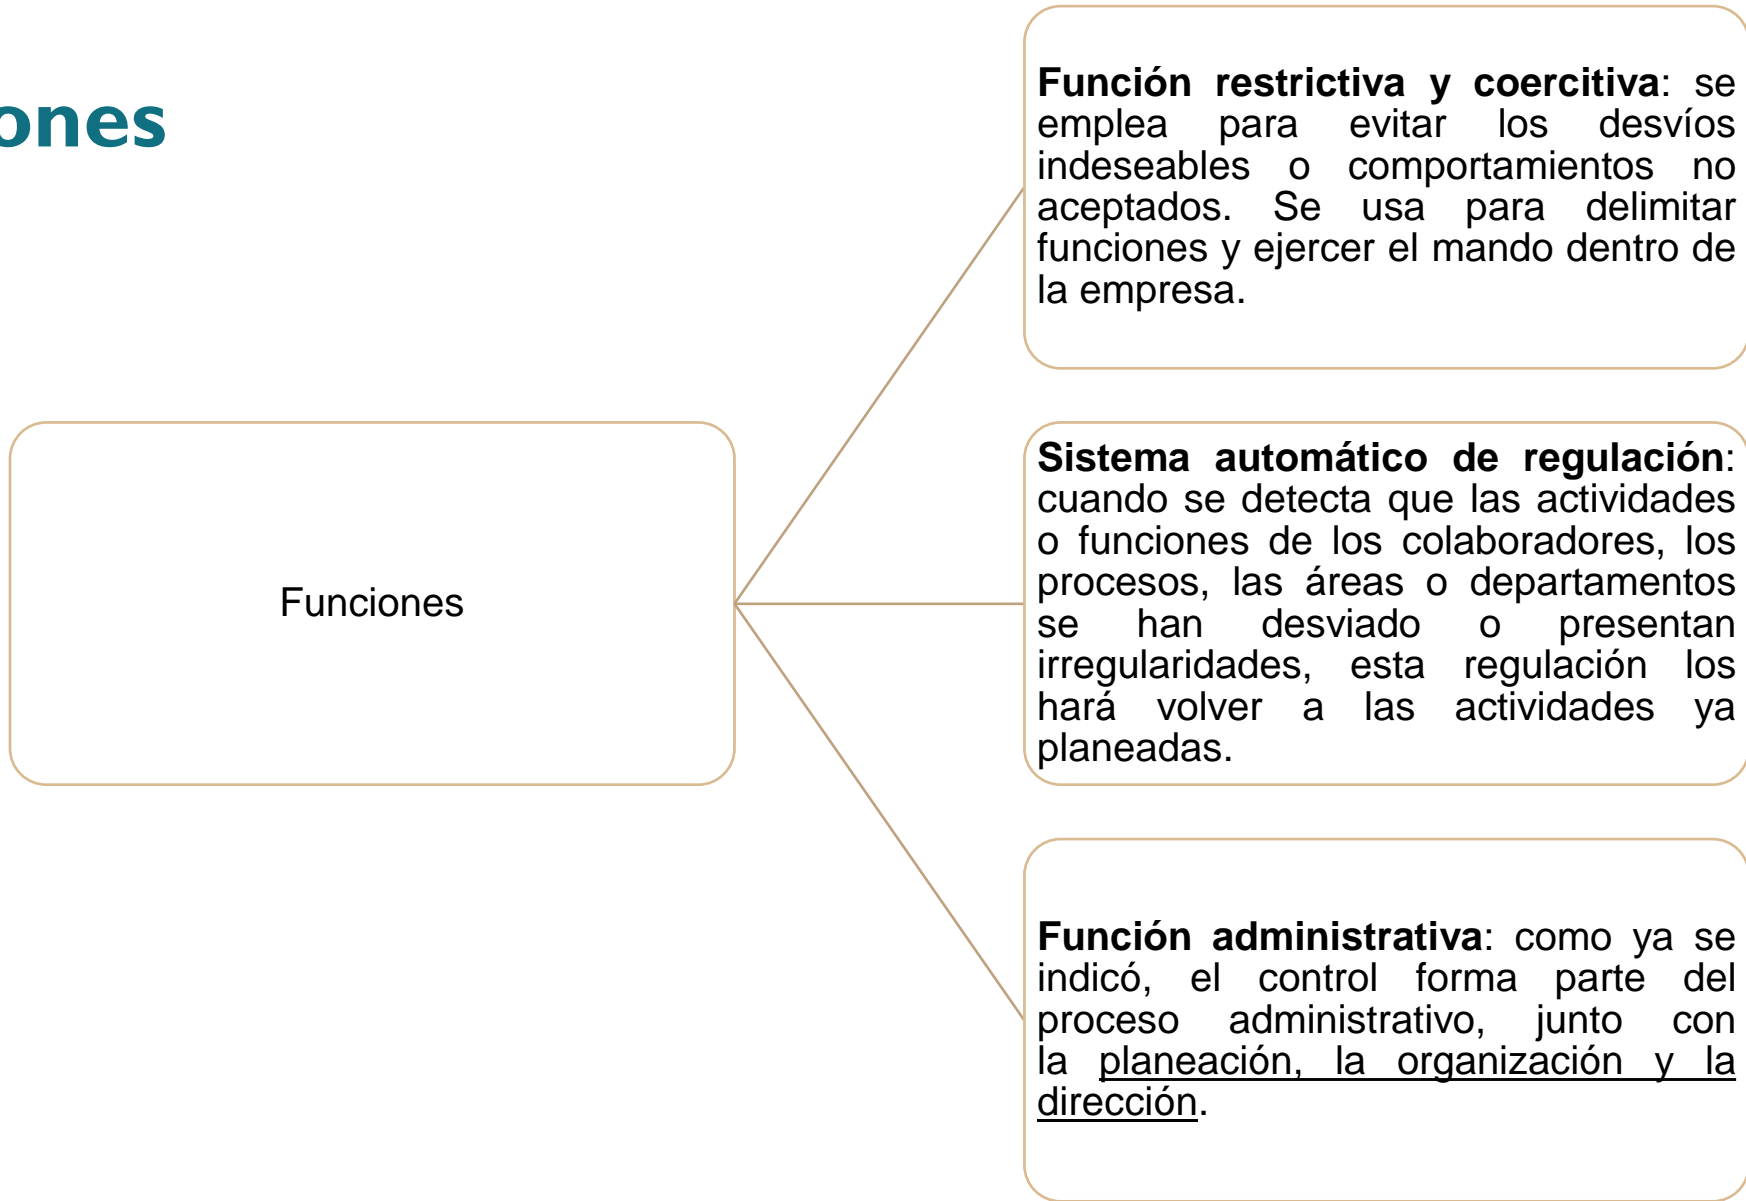 ones
Función restrictiva y coercitiva: se
emplea para evitar los desvíos
indeseables o comportamientos no
aceptados. Se usa para delimitar
funciones y ejercer el mando dentro de
la empresa.
Funciones
Sistema automático de regulación:
cuando se detecta que las actividades
o funciones de los colaboradores, los
procesos, las áreas o departamentos
se han desviado o presentan
irregularidades, esta regulación los
hará volver a las actividades ya
planeadas.
Función administrativa: como ya se
indicó, el control forma parte del
proceso administrativo, junto con
la planeación, la organización y la
dirección.